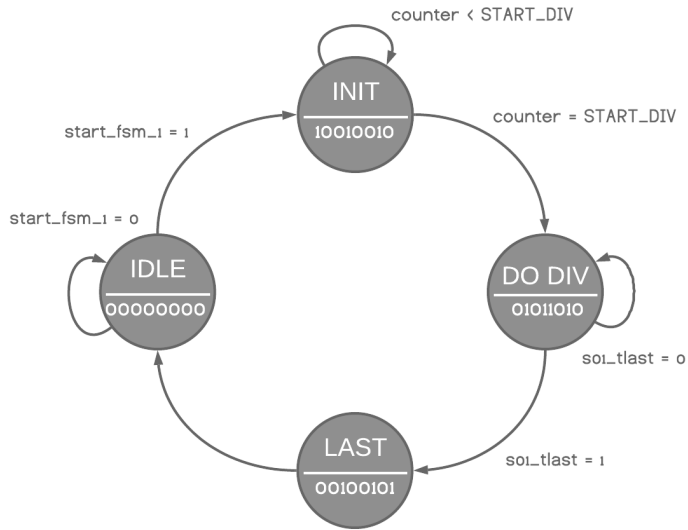 counter < START_DIV
INIT
10010010
counter = START_DIV
start_fsm_1 = 1
start_fsm_1 = 0
IDLE
00000000
DO DIV
01011010
s01_tlast = 0
LAST
00100101
s01_tlast = 1